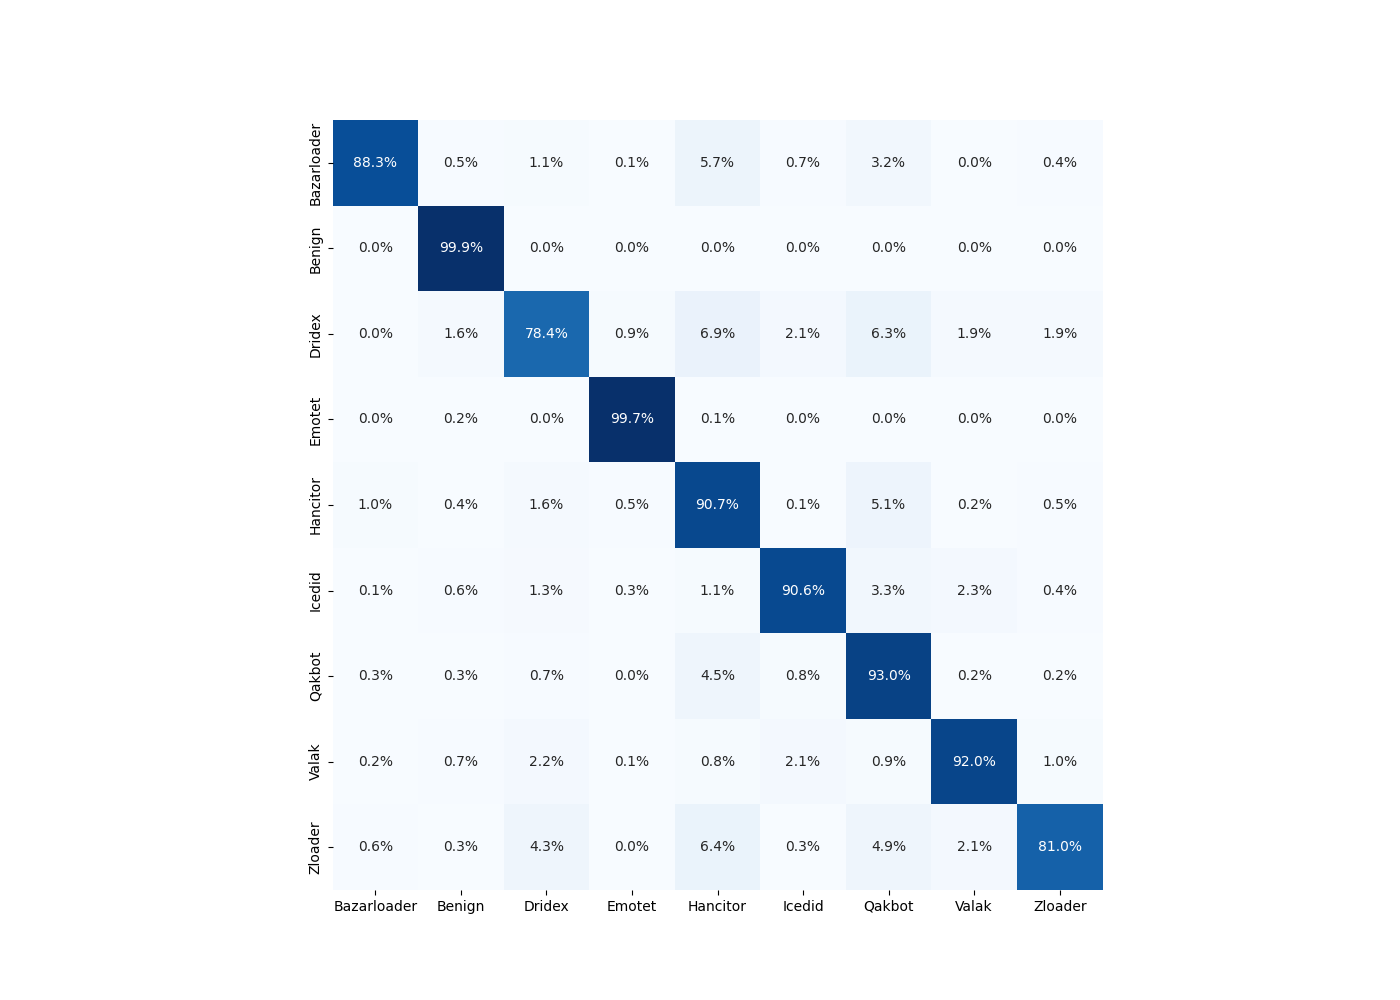 Bazarloader 88.3% 0.5% 1.1% 0.1% 5.7% 0.7% 3.2% 0.0% 0.4%
Benign 0.0% 99.9% 0.0% 0.0% 0.0% 0.0% 0.0% 0.0% 0.0%
Dridex 0.0% 1.6% 78.4% 0.9% 6.9% 2.1% 6.3% 1.9% 1.9%
Emotet 0.0% 0.2% 0.0% 99.7% 0.1% 0.0% 0.0% 0.0% 0.0%
Hancitor 1.0% 0.4% 1.6% 0.5% 90.7% 0.1% 5.1% 0.2% 0.5%
Icedid 0.1% 0.6% 1.3% 0.3% 1.1% 90.6% 3.3% 2.3% 0.4%
Qakbot 0.3% 0.3% 0.7% 0.0% 4.5% 0.8% 93.0% 0.2% 0.2%
Valak 0.2% 0.7% 2.2% 0.1% 0.8% 2.1% 0.9% 92.0% 1.0%
Zloader 0.6% 0.3% 4.3% 0.0% 6.4% 0.3% 4.9% 2.1% 81.0%
Bazarloader Benign Dridex Emotet Hancitor Icedid Qakbot Valak Zloader